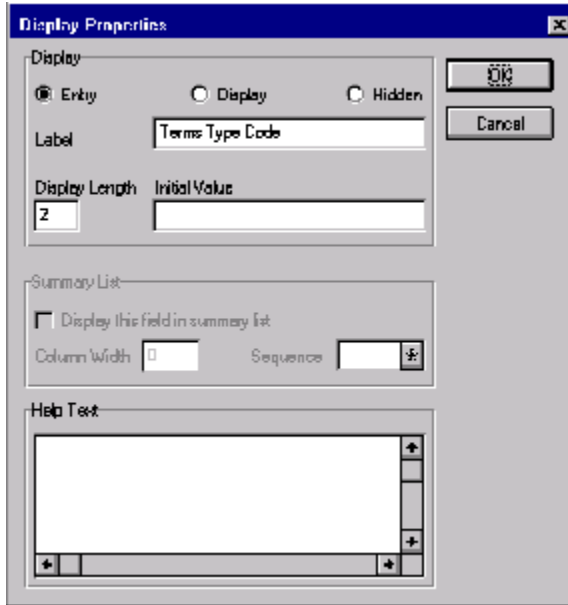 Display Properties
Display
Entry Display Hidden
OK
Cancel
Label Terms Type Code
Display Length Initial Value
2
Summary List
Display this field in summary list
Column Width 0 Sequence
Help Text